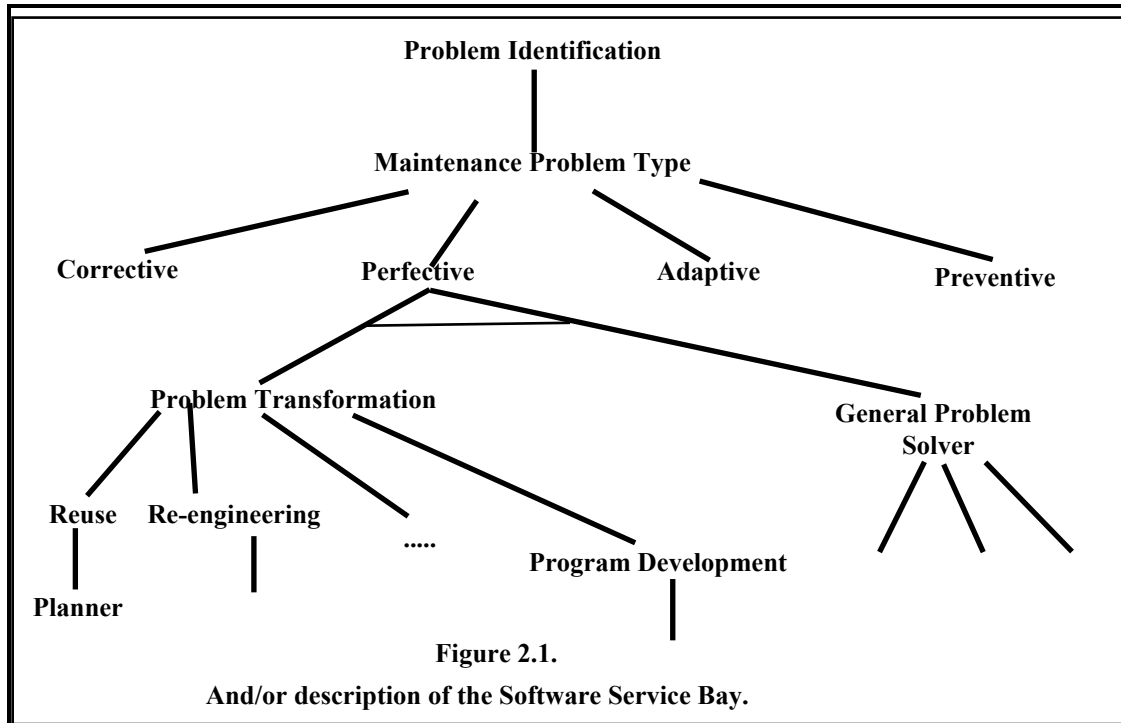 Problem Identification
Maintenance Problem Type
Corrective
Perfective
Adaptive
Preventive
Problem Transformation
General Problem
Solver
Reuse
Re-engineering
.....
Program Development
Planner
Figure 2.1.
And/or description of the Software Service Bay.